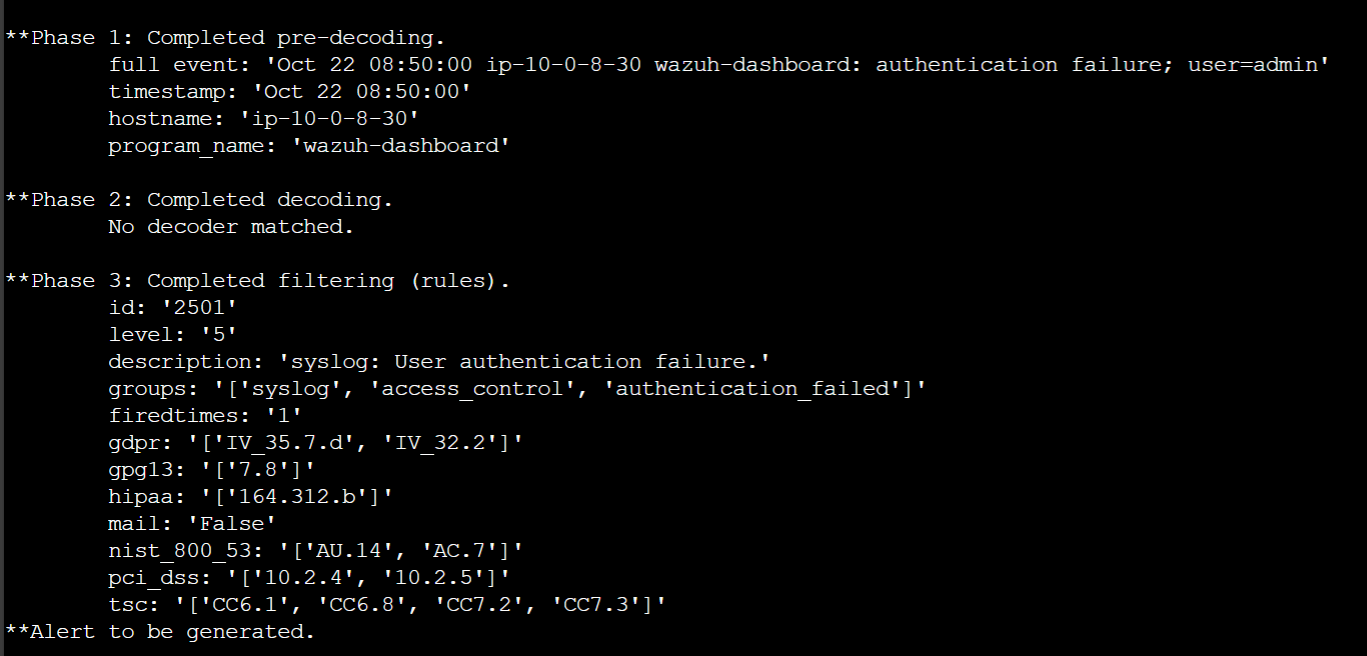 **Phase 1: Completed pre-decoding.
full event: 'Oct 22 08:50:00 ip-10-0-8-30 wazuh-dashboard: authentication failure; user=admin'
timestamp: 'Oct 22 08:50:00'
hostname: 'ip-10-0-8-30'
program_name: 'wazuh-dashboard'
**Phase 2: Completed decoding.
No decoder matched.
**Phase 3: Completed filtering (rules).
id: '2501'
level: '5'
description: 'syslog: User authentication failure.'
groups: '['syslog', 'access_control', 'authentication_failed']'
firedtimes: '1'
gdpr: '['IV_35.7.d', 'IV_32.2']'
gpg13: '['7.8']'
hipaa: '['164.312.b']'
mail: 'False'
nist_800_53: '['AU.14', 'AC.7']'
pci_dss: '['10.2.4', '10.2.5']'
tsc: '['CC6.1', 'CC6.8', 'CC7.2', 'CC7.3']'
**Alert to be generated.